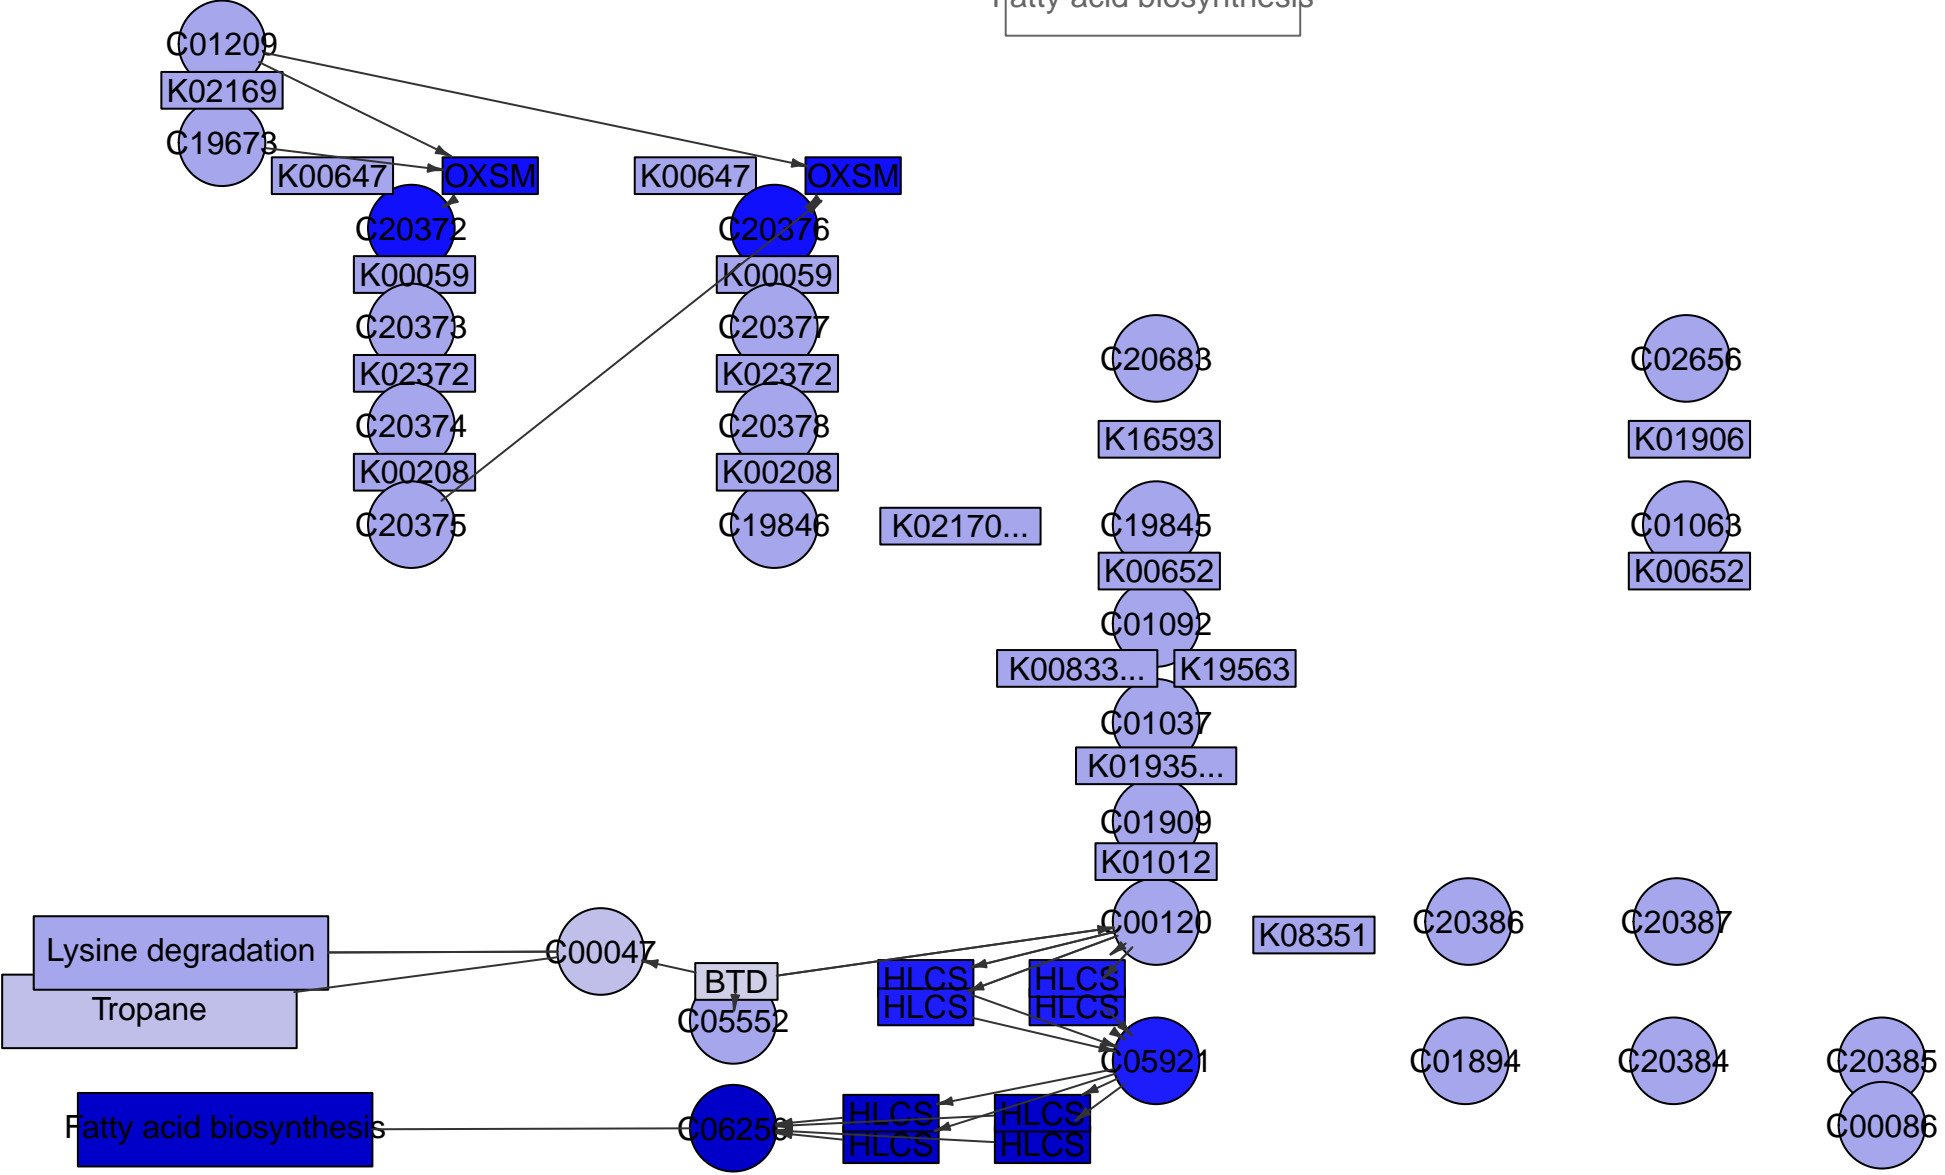 Fatty acid biosynthesis
C01209
K02169
C19673
K00647
OXSM
K00647
OXSM
C20372
C20376
K00059
K00059
C20373
C20377
C20683
C02656
K02372
K02372
C20374
C20378
K16593
K01906
K00208
K00208
C20375
C19846
K02170...
C19845
C01063
K00652
K00652
C01092
K00833...
K19563
C01037
K01935...
C01909
K01012
C00120
K08351
C20386
C20387
Lysine degradation
C00047
BTD
HLCS
HLCS
Tropane
HLCS
HLCS
C05552
C05921
C01894
C20384
C20385
Fatty acid biosynthesis
HLCS
HLCS
C00086
HLCS
HLCS